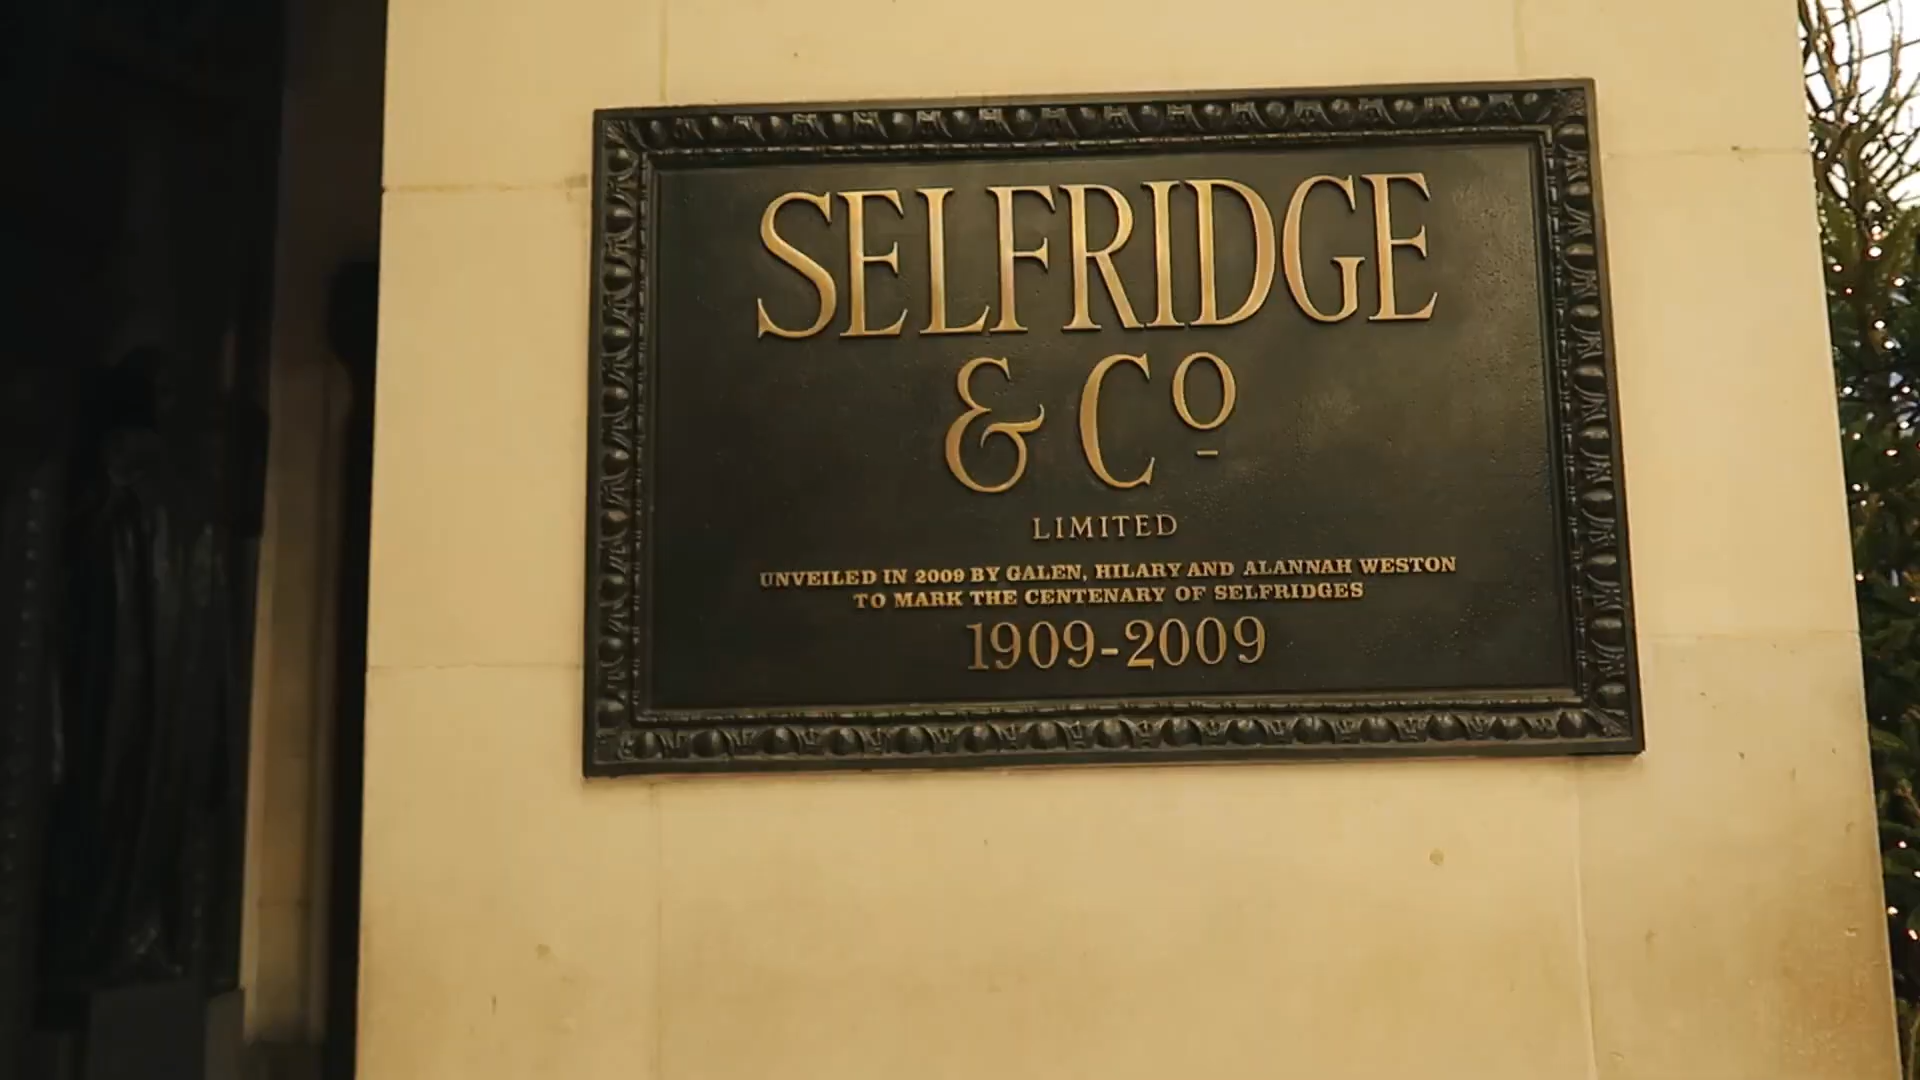 SELFRIDGE
& Cº
LIMITED
UNVEILED IN 2009 BY GALEN, HILARY AND ALANNAH WESTON
TO MARK THE CENTENARY OF SELFRIDGES
1909-2009